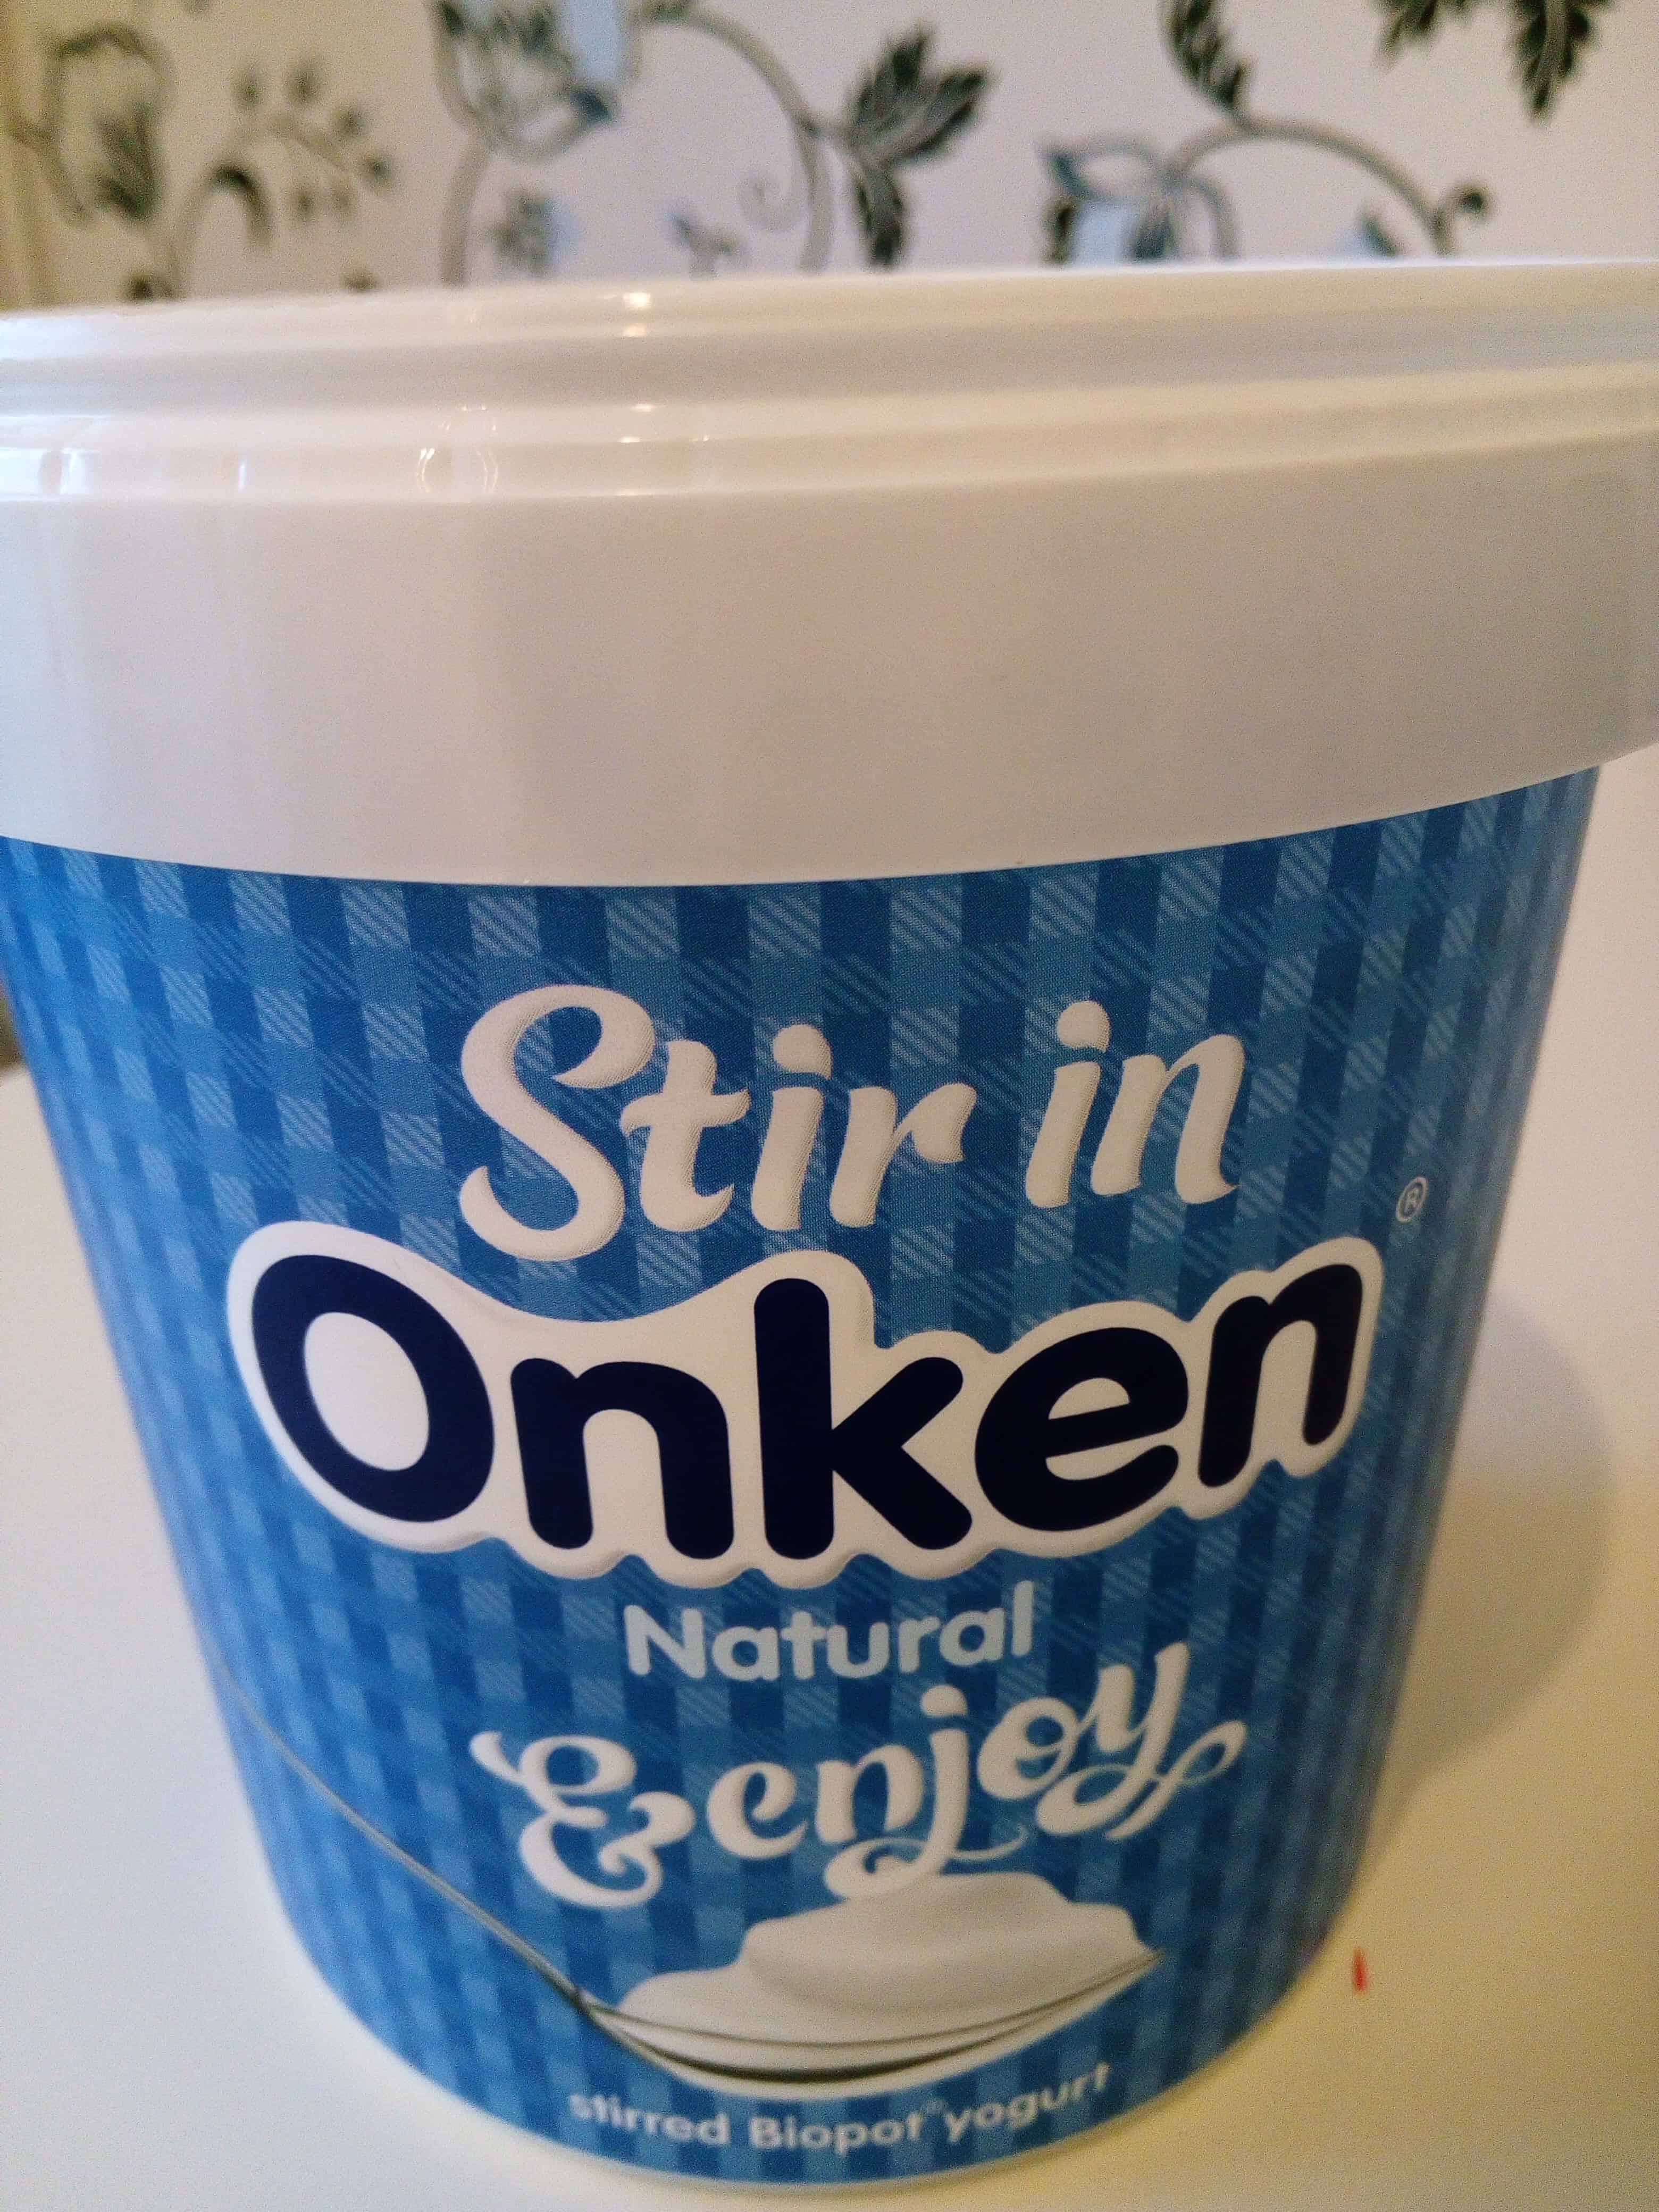 Stir in
Onken®
Natural
& enjoy
stirred Biopot yogurt